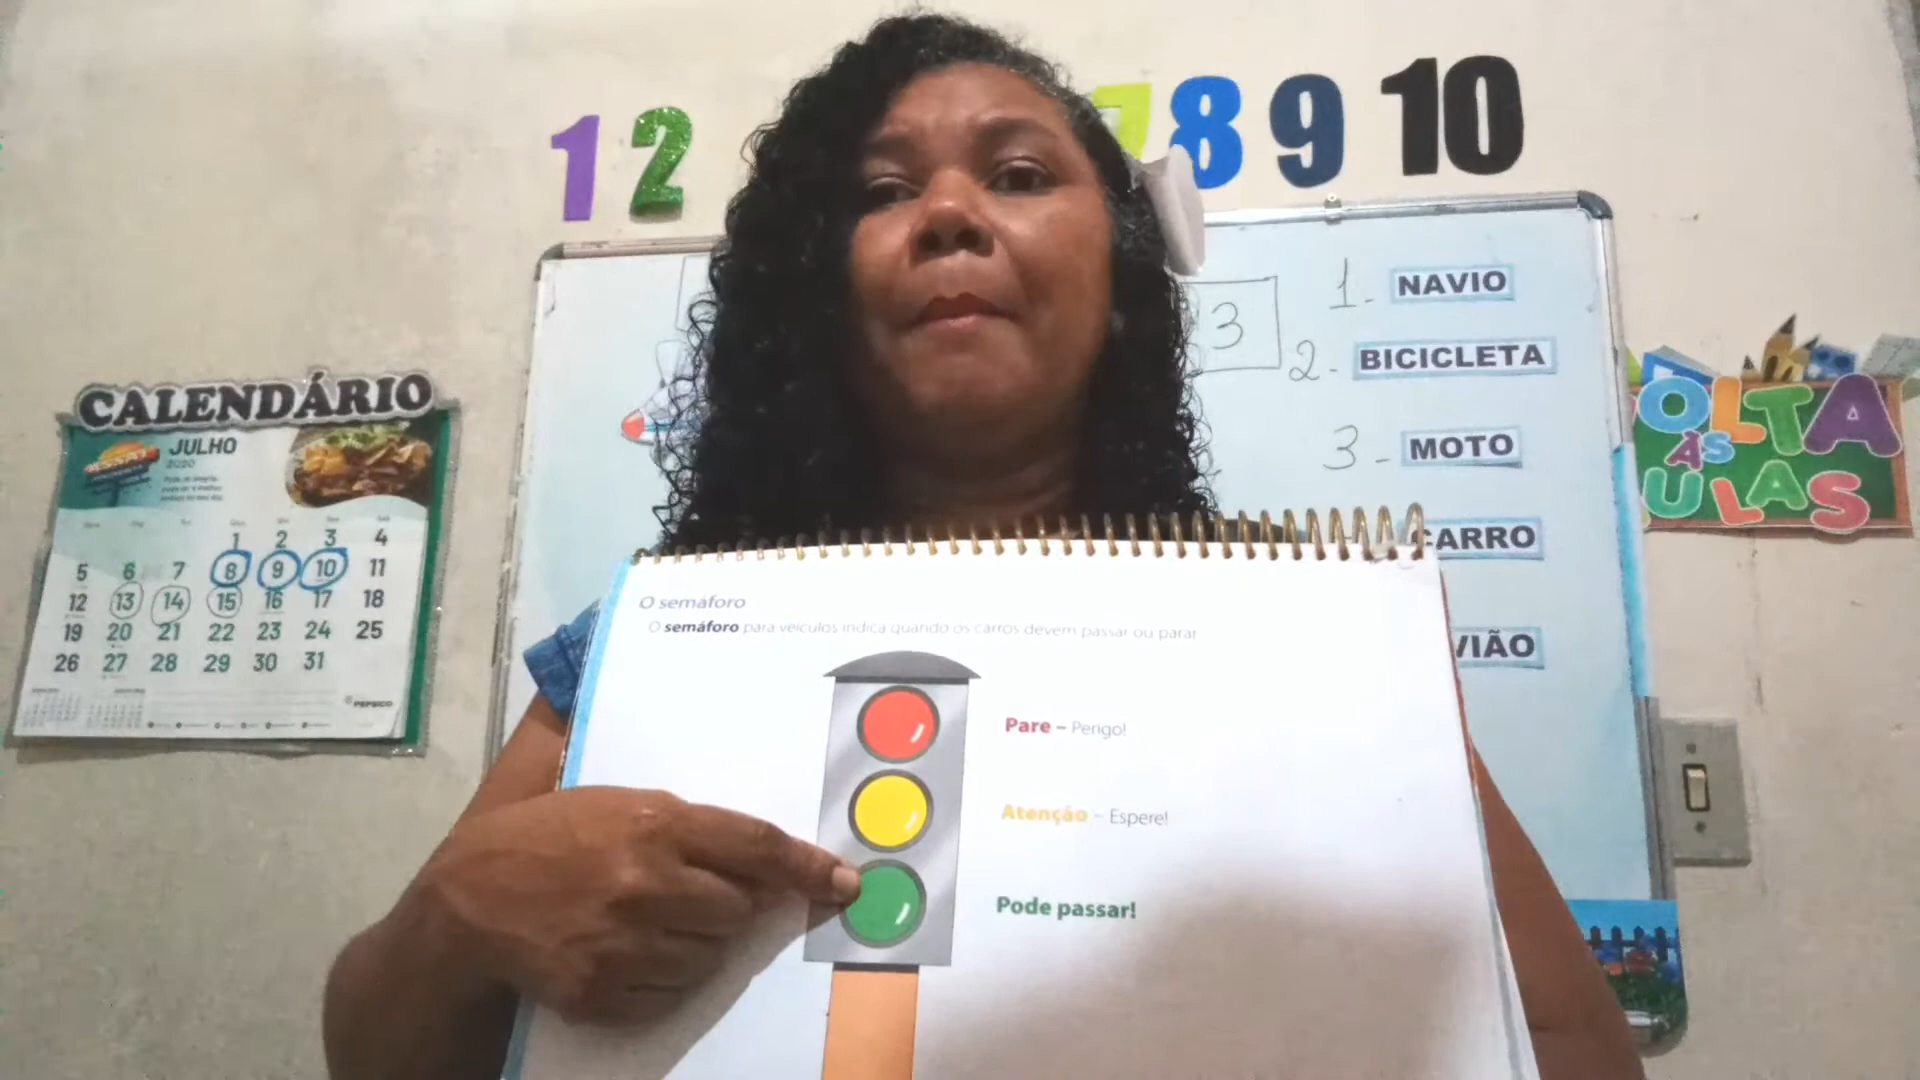 1 2 7 8 9 10
CALENDÁRIO
JULHO
2020
1 2 3 4
5 6 7 8 9 10 11
12 13 14 15 16 17 18
19 20 21 22 23 24 25
26 27 28 29 30 31
PEPSICO
3
1- NAVIO
2- BICICLETA
3- MOTO
CARRO
VIÃO
OLTA
ÀS
ULAS
O semáforo
O semáforo para veículos indica quando os carros devem passar ou parar
Pare – Perigo!
Atenção – Espere!
Pode passar!